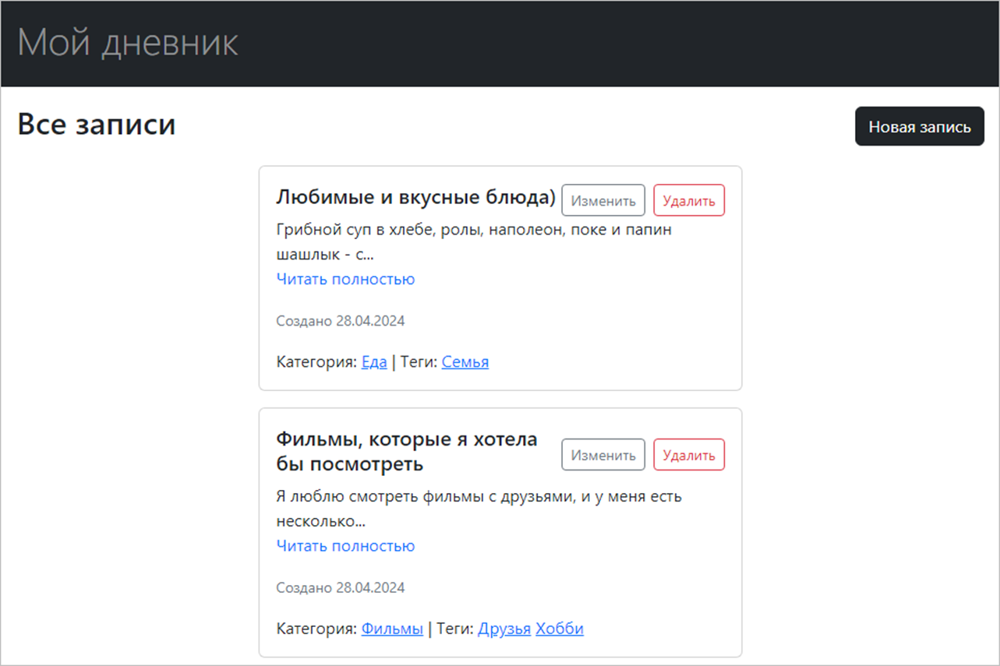 Мой дневник
Все записи
Новая запись
Любимые и вкусные блюда)
Изменить
Удалить
Грибной суп в хлебе, ролы, наполеон, поке и папин
шашлык - с...
Читать полностью
Создано 28.04.2024
Категория: Еда | Теги: Семья
Фильмы, которые я хотела
бы посмотреть
Изменить
Удалить
Я люблю смотреть фильмы с друзьями, и у меня есть
несколько...
Читать полностью
Создано 28.04.2024
Категория: Фильмы | Теги: Друзья Хобби